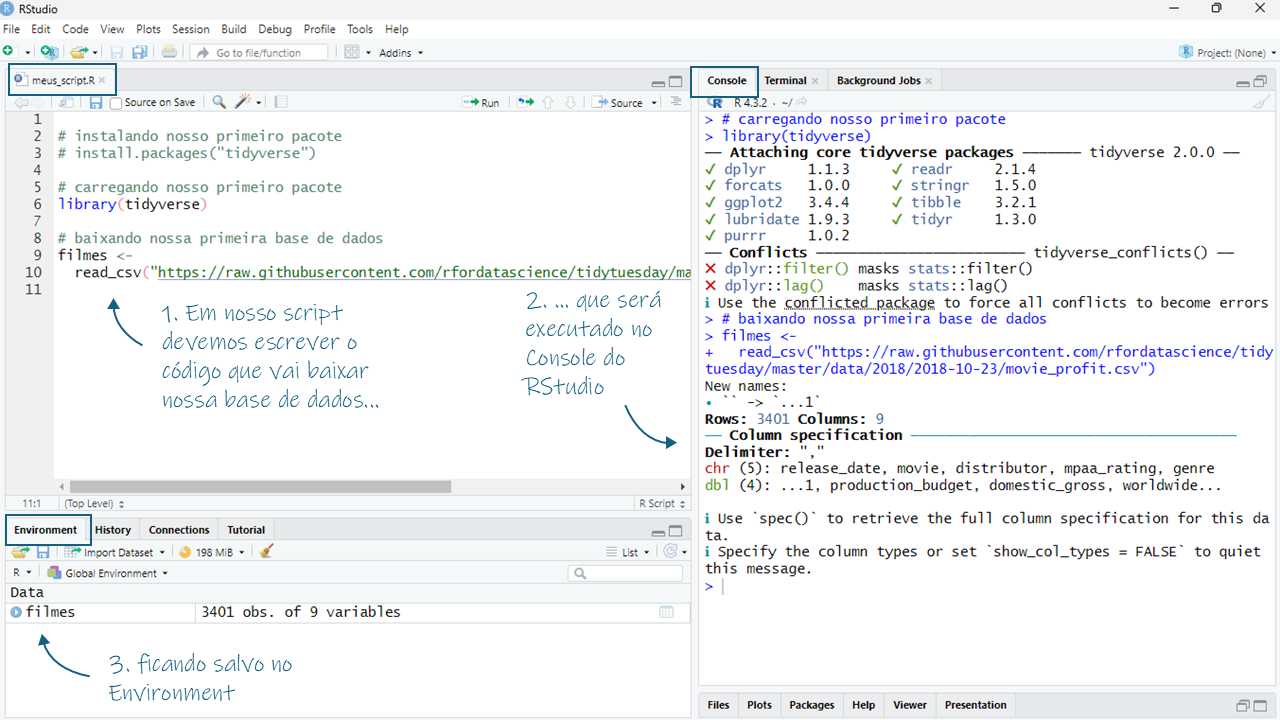 RStudio
File Edit Code View Plots Session Build Debug Profile Tools Help
Go to file/function Addins Project: (None)
meus_script.R
Source on Save Run Source
1
2 # instalando nosso primeiro pacote
3 # install.packages("tidyverse")
4
5 # carregando nosso primeiro pacote
6 library(tidyverse)
7
8 # baixando nossa primeira base de dados
9 filmes <-
10 read_csv("https://raw.githubusercontent.com/rfordatascience/tidytuesday/ma
11
1. Em nosso script
devemos escrever o
código que vai baixar
nossa base de dados...
2. ... que será
executado no
Console do
RStudio
11:1 (Top Level) R Script
Environment History Connections Tutorial
Import Dataset 198 MiB List
R Global Environment
Data
filmes 3401 obs. of 9 variables
3. ficando salvo no
Environment
Console Terminal Background Jobs
R 4.3.2 · ~/
> # carregando nosso primeiro pacote
> library(tidyverse)
── Attaching core tidyverse packages ─────── tidyverse 2.0.0 ──
✓ dplyr 1.1.3 ✓ readr 2.1.4
✓ forcats 1.0.0 ✓ stringr 1.5.0
✓ ggplot2 3.4.4 ✓ tibble 3.2.1
✓ lubridate 1.9.3 ✓ tidyr 1.3.0
✓ purrr 1.0.2
── Conflicts ──────────────────── tidyverse_conflicts() ──
✗ dplyr::filter() masks stats::filter()
✗ dplyr::lag() masks stats::lag()
ℹ Use the conflicted package to force all conflicts to become errors
> # baixando nossa primeira base de dados
> filmes <-
+ read_csv("https://raw.githubusercontent.com/rfordatascience/tidy
tuesday/master/data/2018/2018-10-23/movie_profit.csv")
New names:
• `` -> `...1`
Rows: 3401 Columns: 9
── Column specification ──────────────────────────────
Delimiter: ","
chr (5): release_date, movie, distributor, mpaa_rating, genre
dbl (4): ...1, production_budget, domestic_gross, worldwide...
ℹ Use `spec()` to retrieve the full column specification for this da
ta.
ℹ Specify the column types or set `show_col_types = FALSE` to quiet
this message.
>
Files Plots Packages Help Viewer Presentation